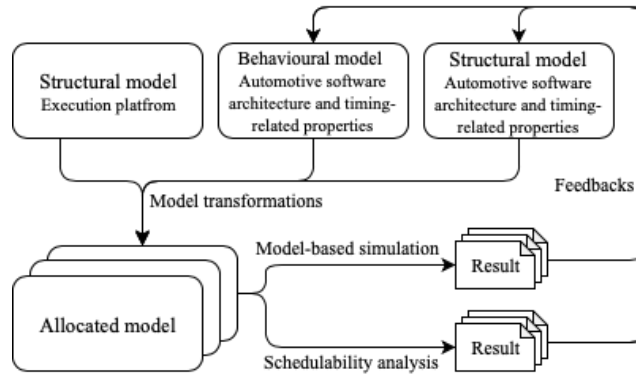 Structural model
Execution platfrom
Behavioural model
Automotive software
architecture and timing-
related properties
Structural model
Automotive software
architecture and timing-
related properties
Model transformations
Feedbacks
Allocated model
Model-based simulation
Result
Schedulability analysis
Result